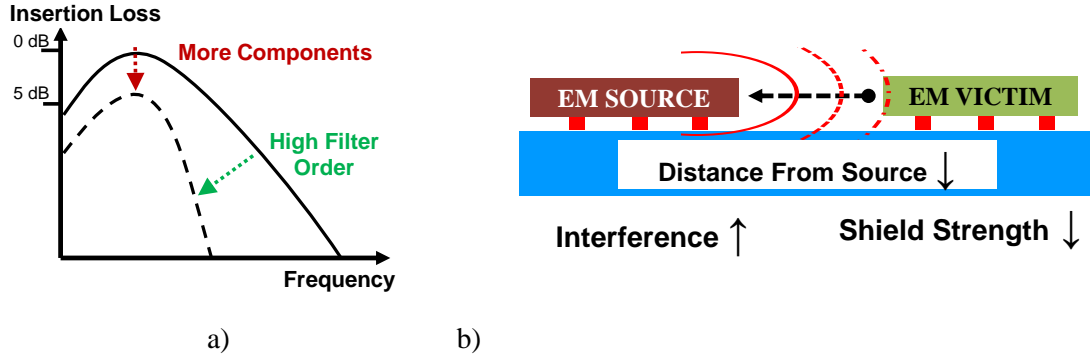 Insertion Loss
0 dB
More Components
5 dB
High Filter
Order
Frequency
a)
EM SOURCE
EM VICTIM
Distance From Source ↓
Interference ↑
Shield Strength ↓
b)